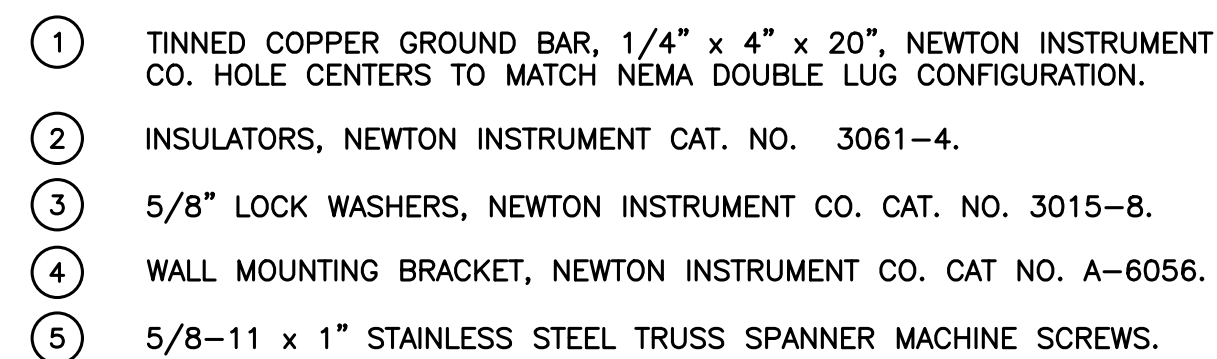 1 TINNED COPPER GROUND BAR, 1/4" x 4" x 20", NEWTON INSTRUMENT
CO. HOLE CENTERS TO MATCH NEMA DOUBLE LUG CONFIGURATION.
2 INSULATORS, NEWTON INSTRUMENT CAT. NO. 3061-4.
3 5/8" LOCK WASHERS, NEWTON INSTRUMENT CO. CAT. NO. 3015-8.
4 WALL MOUNTING BRACKET, NEWTON INSTRUMENT CO. CAT NO. A-6056.
5 5/8-11 x 1" STAINLESS STEEL TRUSS SPANNER MACHINE SCREWS.